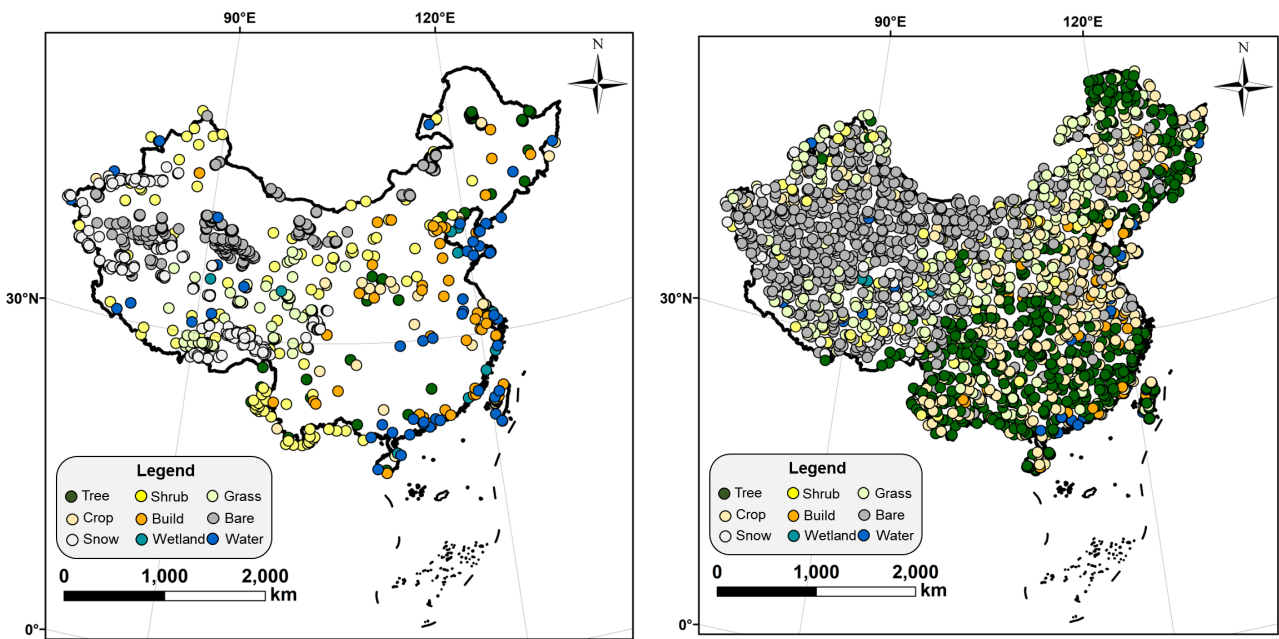 90°E
120°E
N
30°N
Legend
Tree
Shrub
Grass
Crop
Build
Bare
Snow
Wetland
Water
0
1,000
2,000
km
0°
90°E
120°E
N
30°N
Legend
Tree
Shrub
Grass
Crop
Build
Bare
Snow
Wetland
Water
0
1,000
2,000
km
0°